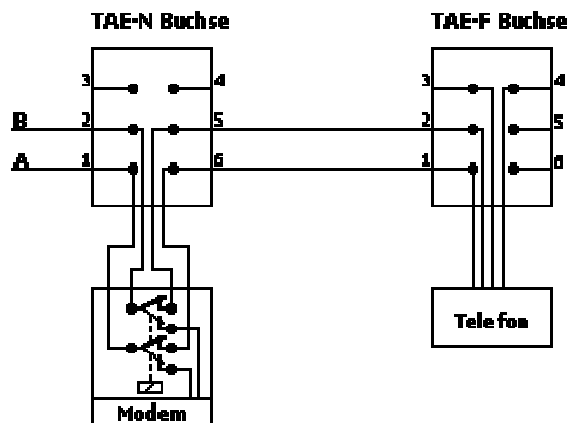 TAE-N Buchse TAE-F Buchse
3 4 3 4
B 2 5 2 5
A 1 6 1 6
Telefon
Modem